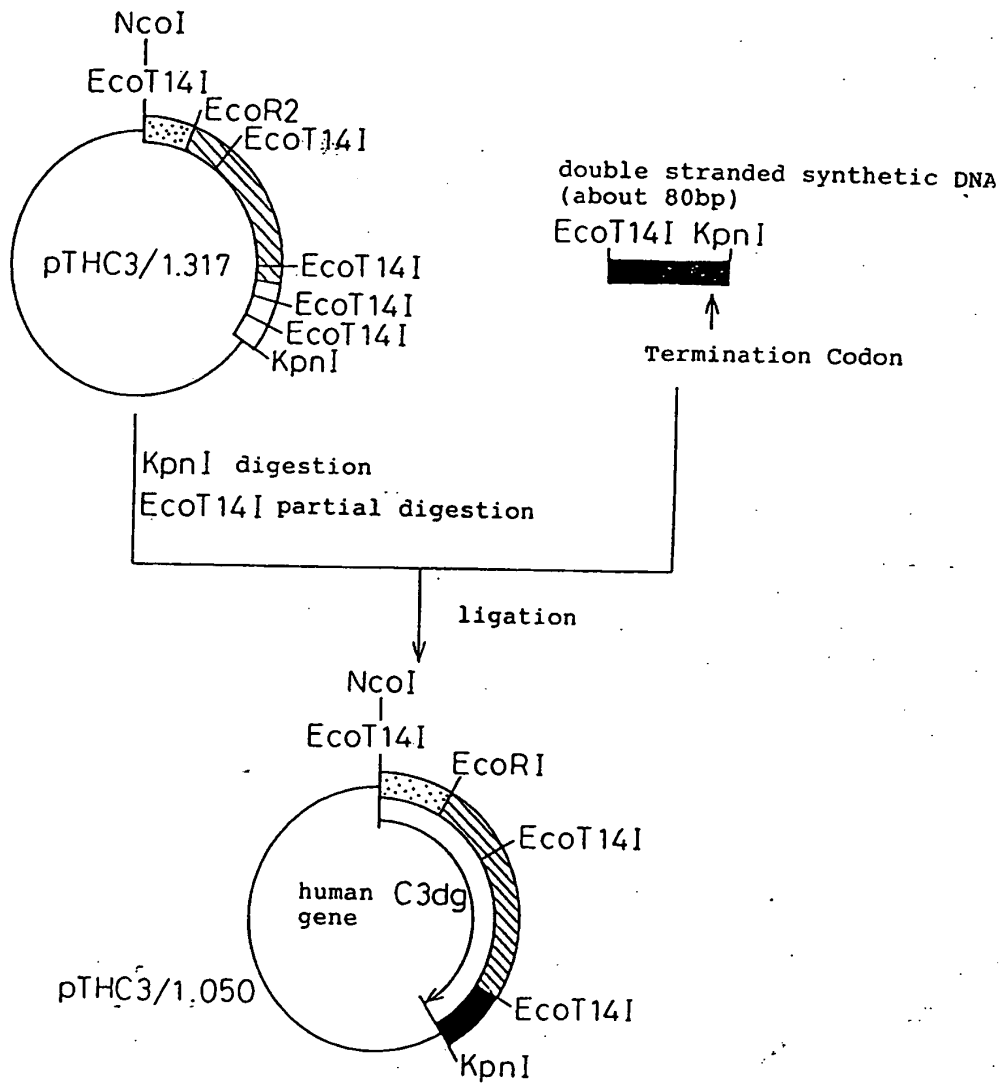 NcoI
EcoT14I
EcoR2
EcoT14I
pTHC3/1.317
EcoT14I
EcoT14I
EcoT14I
KpnI
double stranded synthetic DNA
(about 80bp)
EcoT14I KpnI
Termination Codon
KpnI digestion
EcoT14I partial digestion
ligation
NcoI
EcoT14I
EcoRI
EcoT14I
human C3dg
gene
pTHC3/1.050
EcoT14I
KpnI